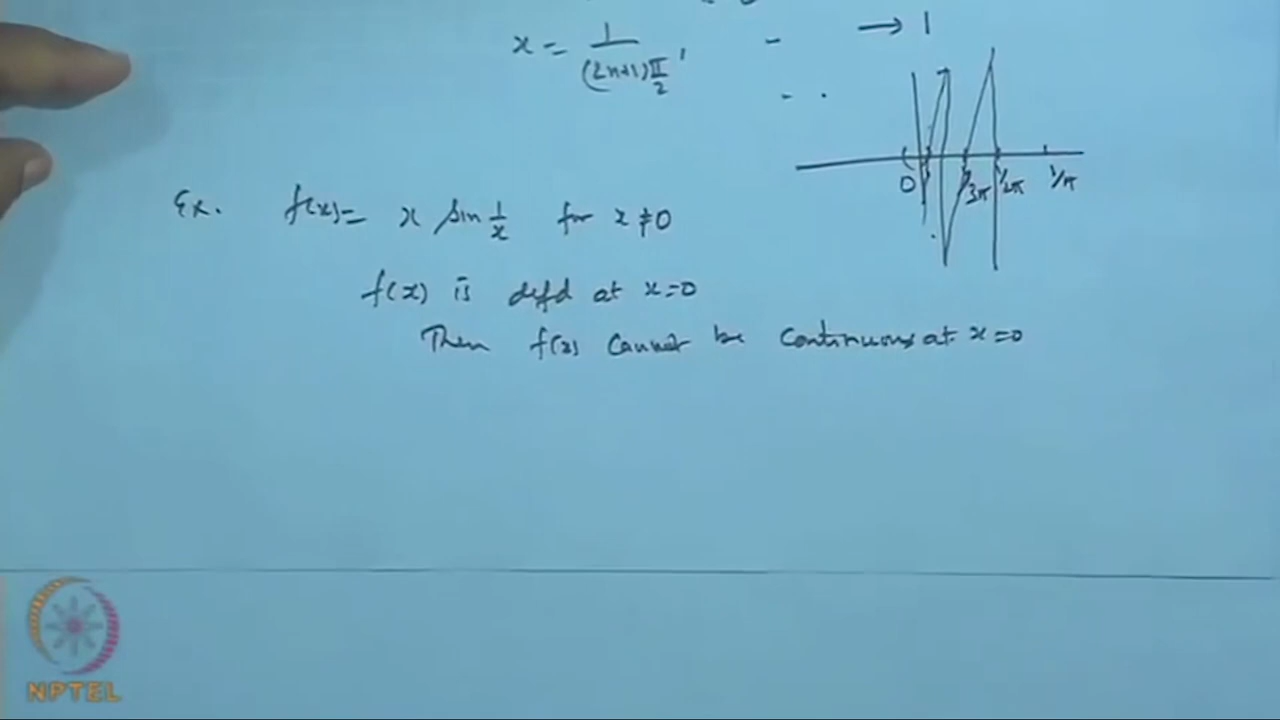 → 1
x = 1/((2n+1)π/2) ,
0 1/3π 1/2π 1/π
Ex. f(x) = x sin 1/x for x ≠ 0
f(x) is defd at x=0
Then f(x) cannot be continuous at x=0
NPTEL